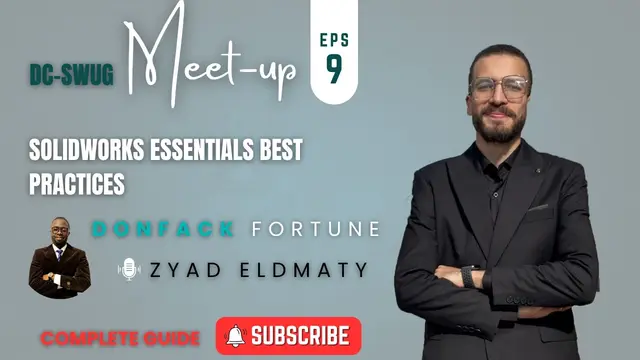 DC-SWUG Meet-up
EPS
9
SOLIDWORKS ESSENTIALS BEST
PRACTICES
DONFACK FORTUNE
ZYAD ELDMATY
COMPLETE GUIDE
SUBSCRIBE